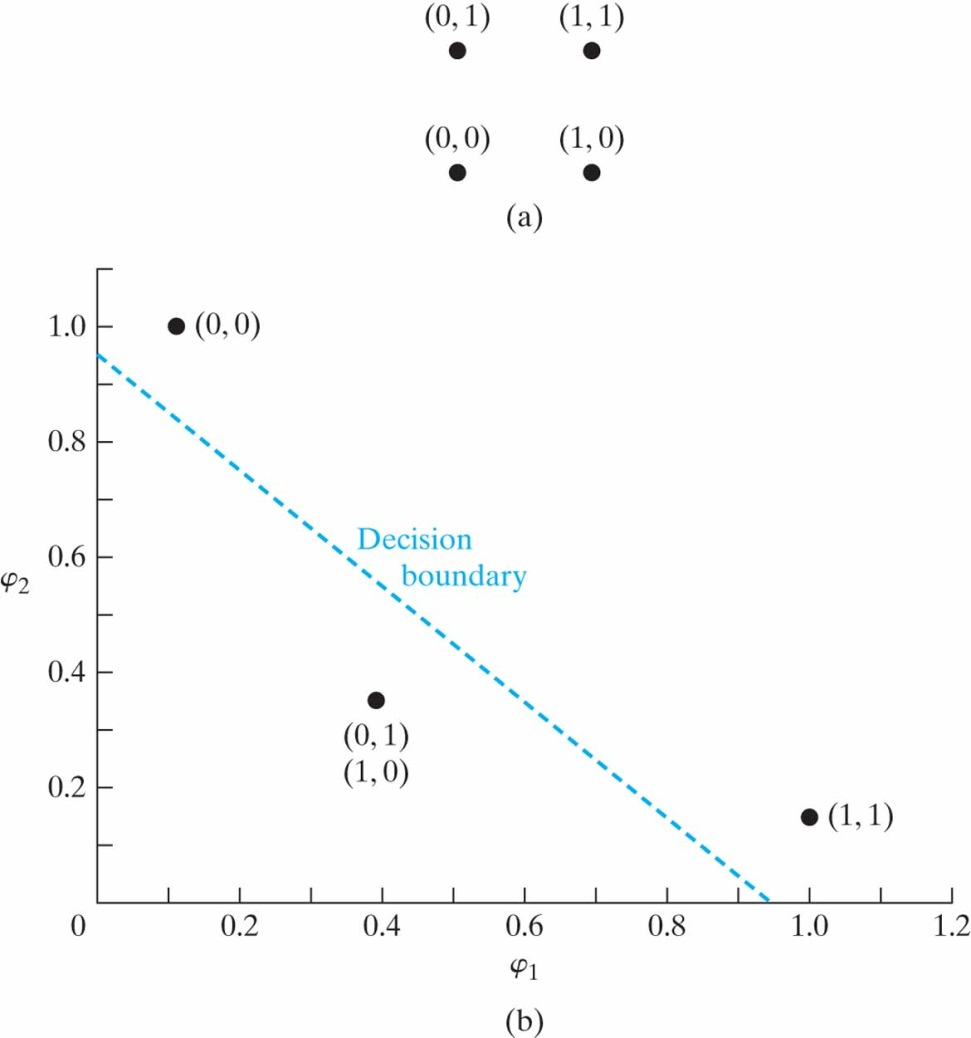 (0, 1) (1, 1)
(0, 0) (1, 0)
(a)
1.0
0.8
0.6
0.4
0.2
φ2
(0, 0)
Decision
boundary
(0, 1)
(1, 0)
(1, 1)
0 0.2 0.4 0.6 0.8 1.0 1.2
φ1
(b)